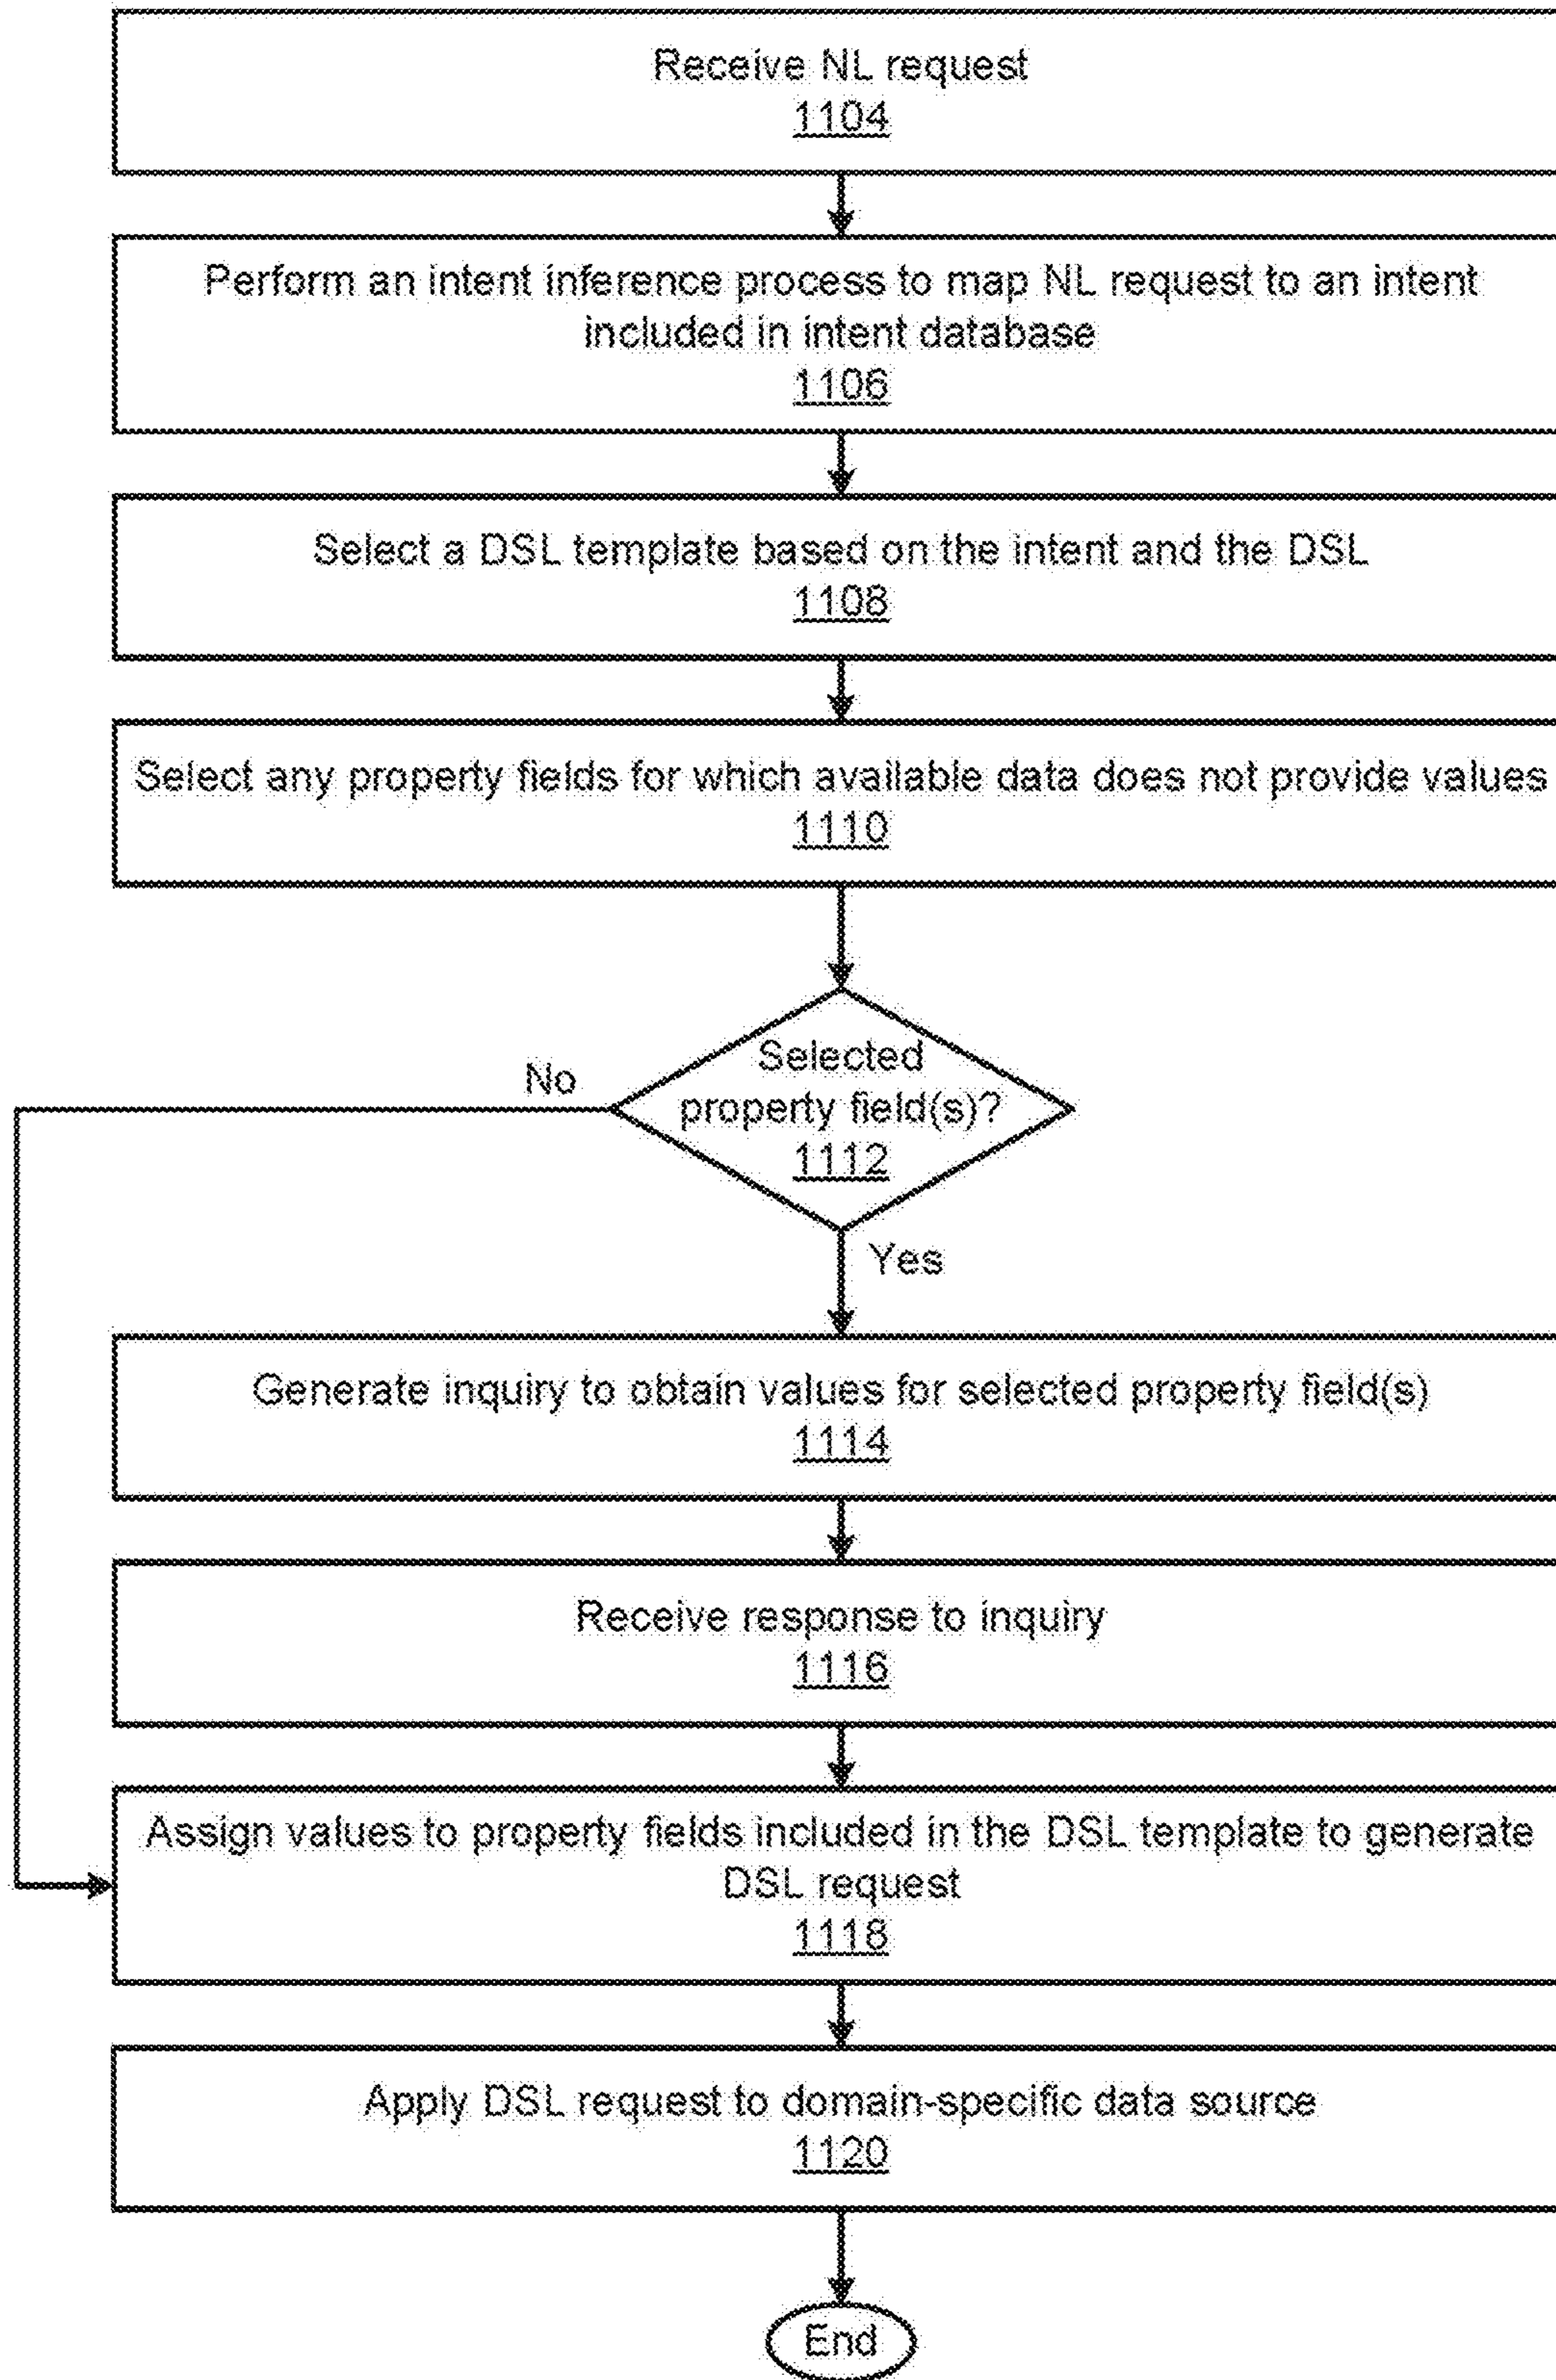 Receive NL request
1104
Perform an intent inference process to map NL request to an intent
included in intent database
1106
Select a DSL template based on the intent and the DSL
1108
Select any property fields for which available data does not provide values
1110
Selected
property field(s)?
1112
No
Yes
Generate inquiry to obtain values for selected property field(s)
1114
Receive response to inquiry
1116
Assign values to property fields included in the DSL template to generate
DSL request
1118
Apply DSL request to domain-specific data source
1120
End